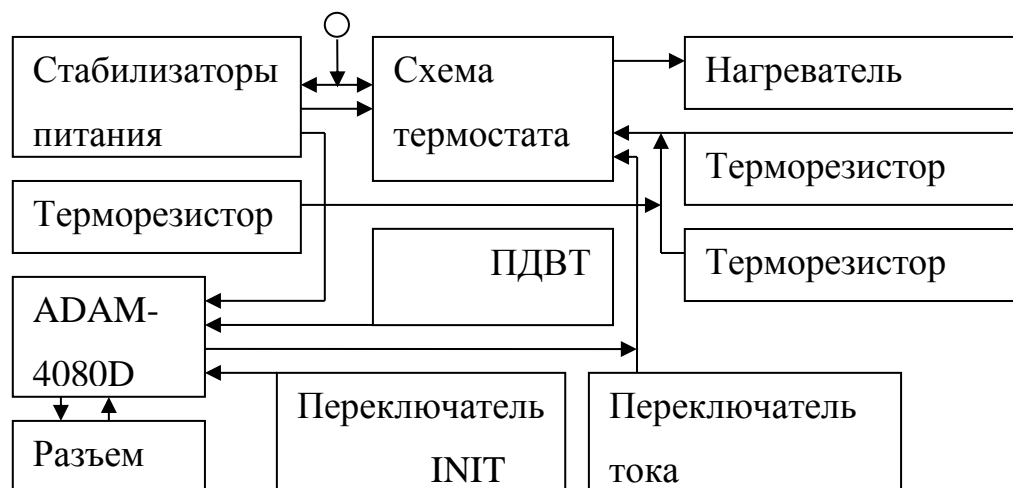 Стабилизаторы
питания
Схема
термостата
Нагреватель
Терморезистор
Терморезистор
Терморезистор
ПДВТ
ADAM-
4080D
Переключатель
INIT
Переключатель
тока
Разъем